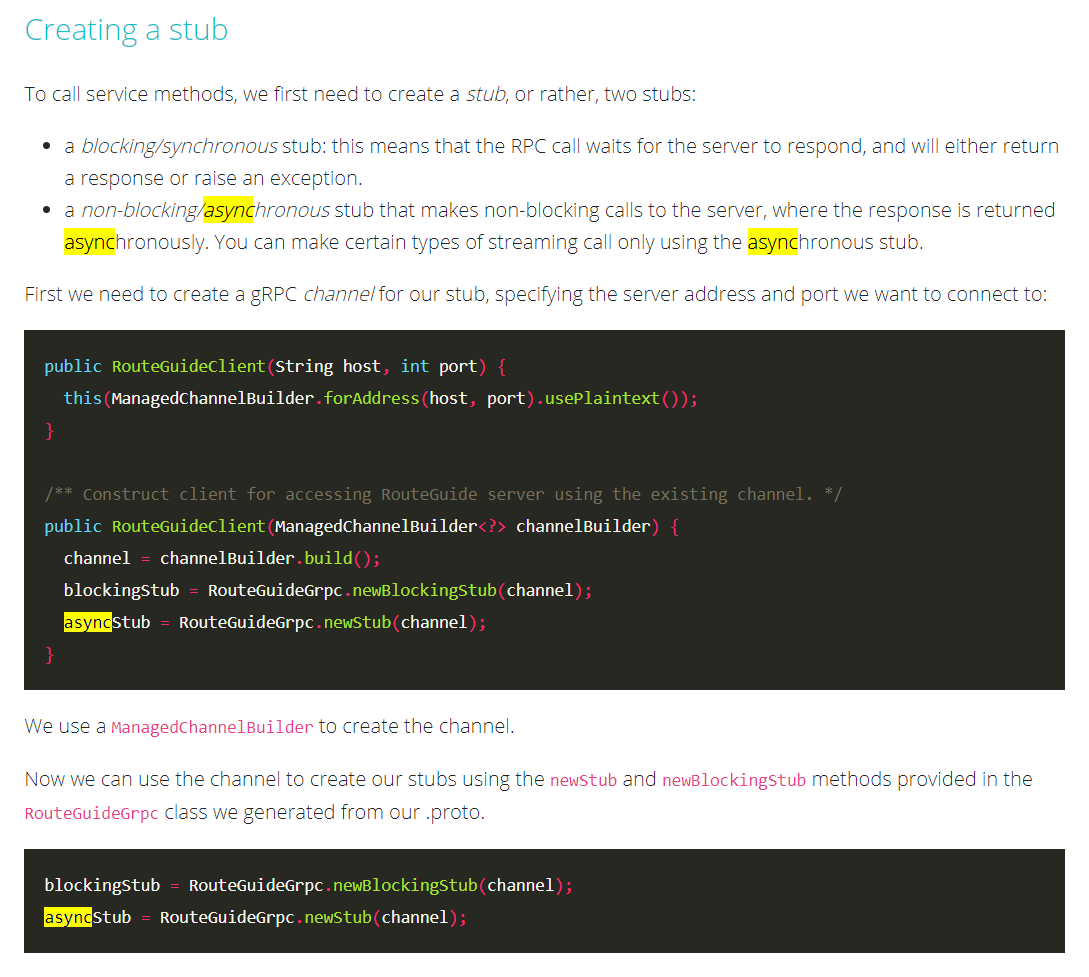 Creating a stub
To call service methods, we first need to create a stub, or rather, two stubs:
• a blocking/synchronous stub: this means that the RPC call waits for the server to respond, and will either return
a response or raise an exception.
• a non-blocking/asynchronous stub that makes non-blocking calls to the server, where the response is returned
asynchronously. You can make certain types of streaming call only using the asynchronous stub.
First we need to create a gRPC channel for our stub, specifying the server address and port we want to connect to:
public RouteGuideClient(String host, int port) {
  this(ManagedChannelBuilder.forAddress(host, port).usePlaintext());
}
/** Construct client for accessing RouteGuide server using the existing channel. */
public RouteGuideClient(ManagedChannelBuilder<?> channelBuilder) {
  channel = channelBuilder.build();
  blockingStub = RouteGuideGrpc.newBlockingStub(channel);
  asyncStub = RouteGuideGrpc.newStub(channel);
}
We use a ManagedChannelBuilder to create the channel.
Now we can use the channel to create our stubs using the newStub and newBlockingStub methods provided in the
RouteGuideGrpc class we generated from our .proto.
blockingStub = RouteGuideGrpc.newBlockingStub(channel);
asyncStub = RouteGuideGrpc.newStub(channel);